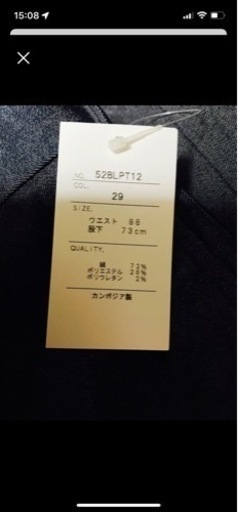 15:08
NO. 52BLPT12
COL.
29
SIZE.
ウエスト 88
股下 73cm
QUALITY.
綿 72%
ポリエステル 26%
ポリウレタン 2%
カンボジア製